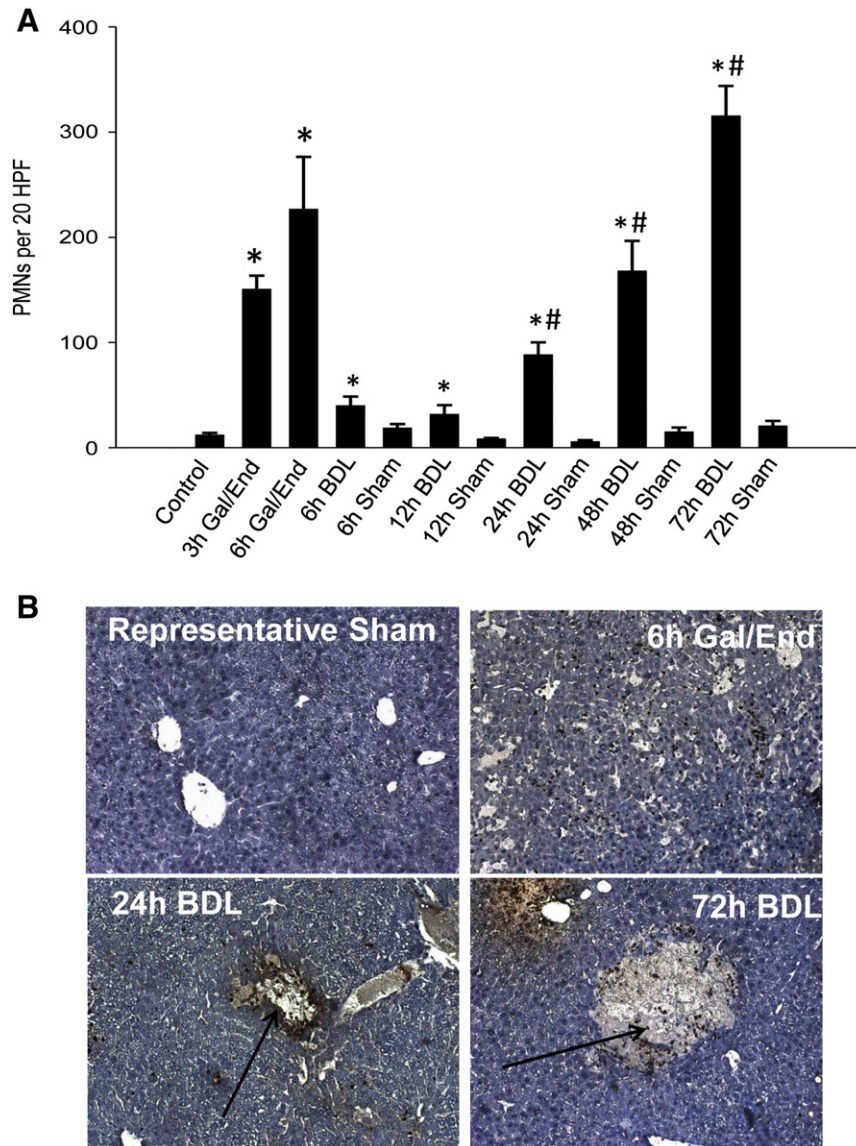 A
400
300
200
100
0
PMNs per 20 HPF
*
*
*
*
*#
*#
*#
Control
3h Gal/End
6h Gal/End
6h BDL
6h Sham
12h BDL
12h Sham
24h BDL
24h Sham
48h BDL
48h Sham
72h BDL
72h Sham
B
Representative Sham
6h Gal/End
24h BDL
72h BDL